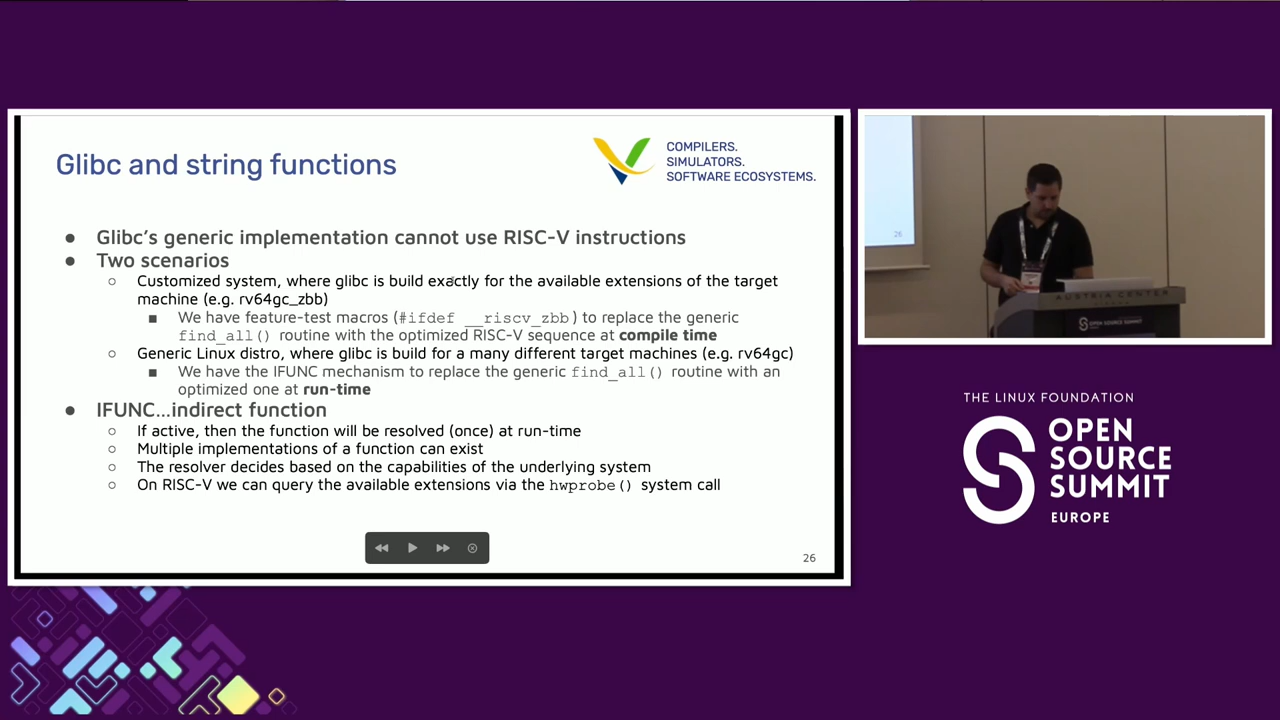 Glibc and string functions
COMPILERS.
SIMULATORS.
SOFTWARE ECOSYSTEMS.
● Glibc's generic implementation cannot use RISC-V instructions
● Two scenarios
○ Customized system, where glibc is build exactly for the available extensions of the target
machine (e.g. rv64gc_zbb)
■ We have feature-test macros (#ifdef __riscv_zbb) to replace the generic
find_all() routine with the optimized RISC-V sequence at compile time
○ Generic Linux distro, where glibc is build for a many different target machines (e.g. rv64gc)
■ We have the IFUNC mechanism to replace the generic find_all() routine with an
optimized one at run-time
● IFUNC…indirect function
○ If active, then the function will be resolved (once) at run-time
○ Multiple implementations of a function can exist
○ The resolver decides based on the capabilities of the underlying system
○ On RISC-V we can query the available extensions via the hwprobe() system call
26
26
AUSTRIA CENTER
OPEN SOURCE SUMMIT
THE LINUX FOUNDATION
OPEN
SOURCE
SUMMIT
EUROPE